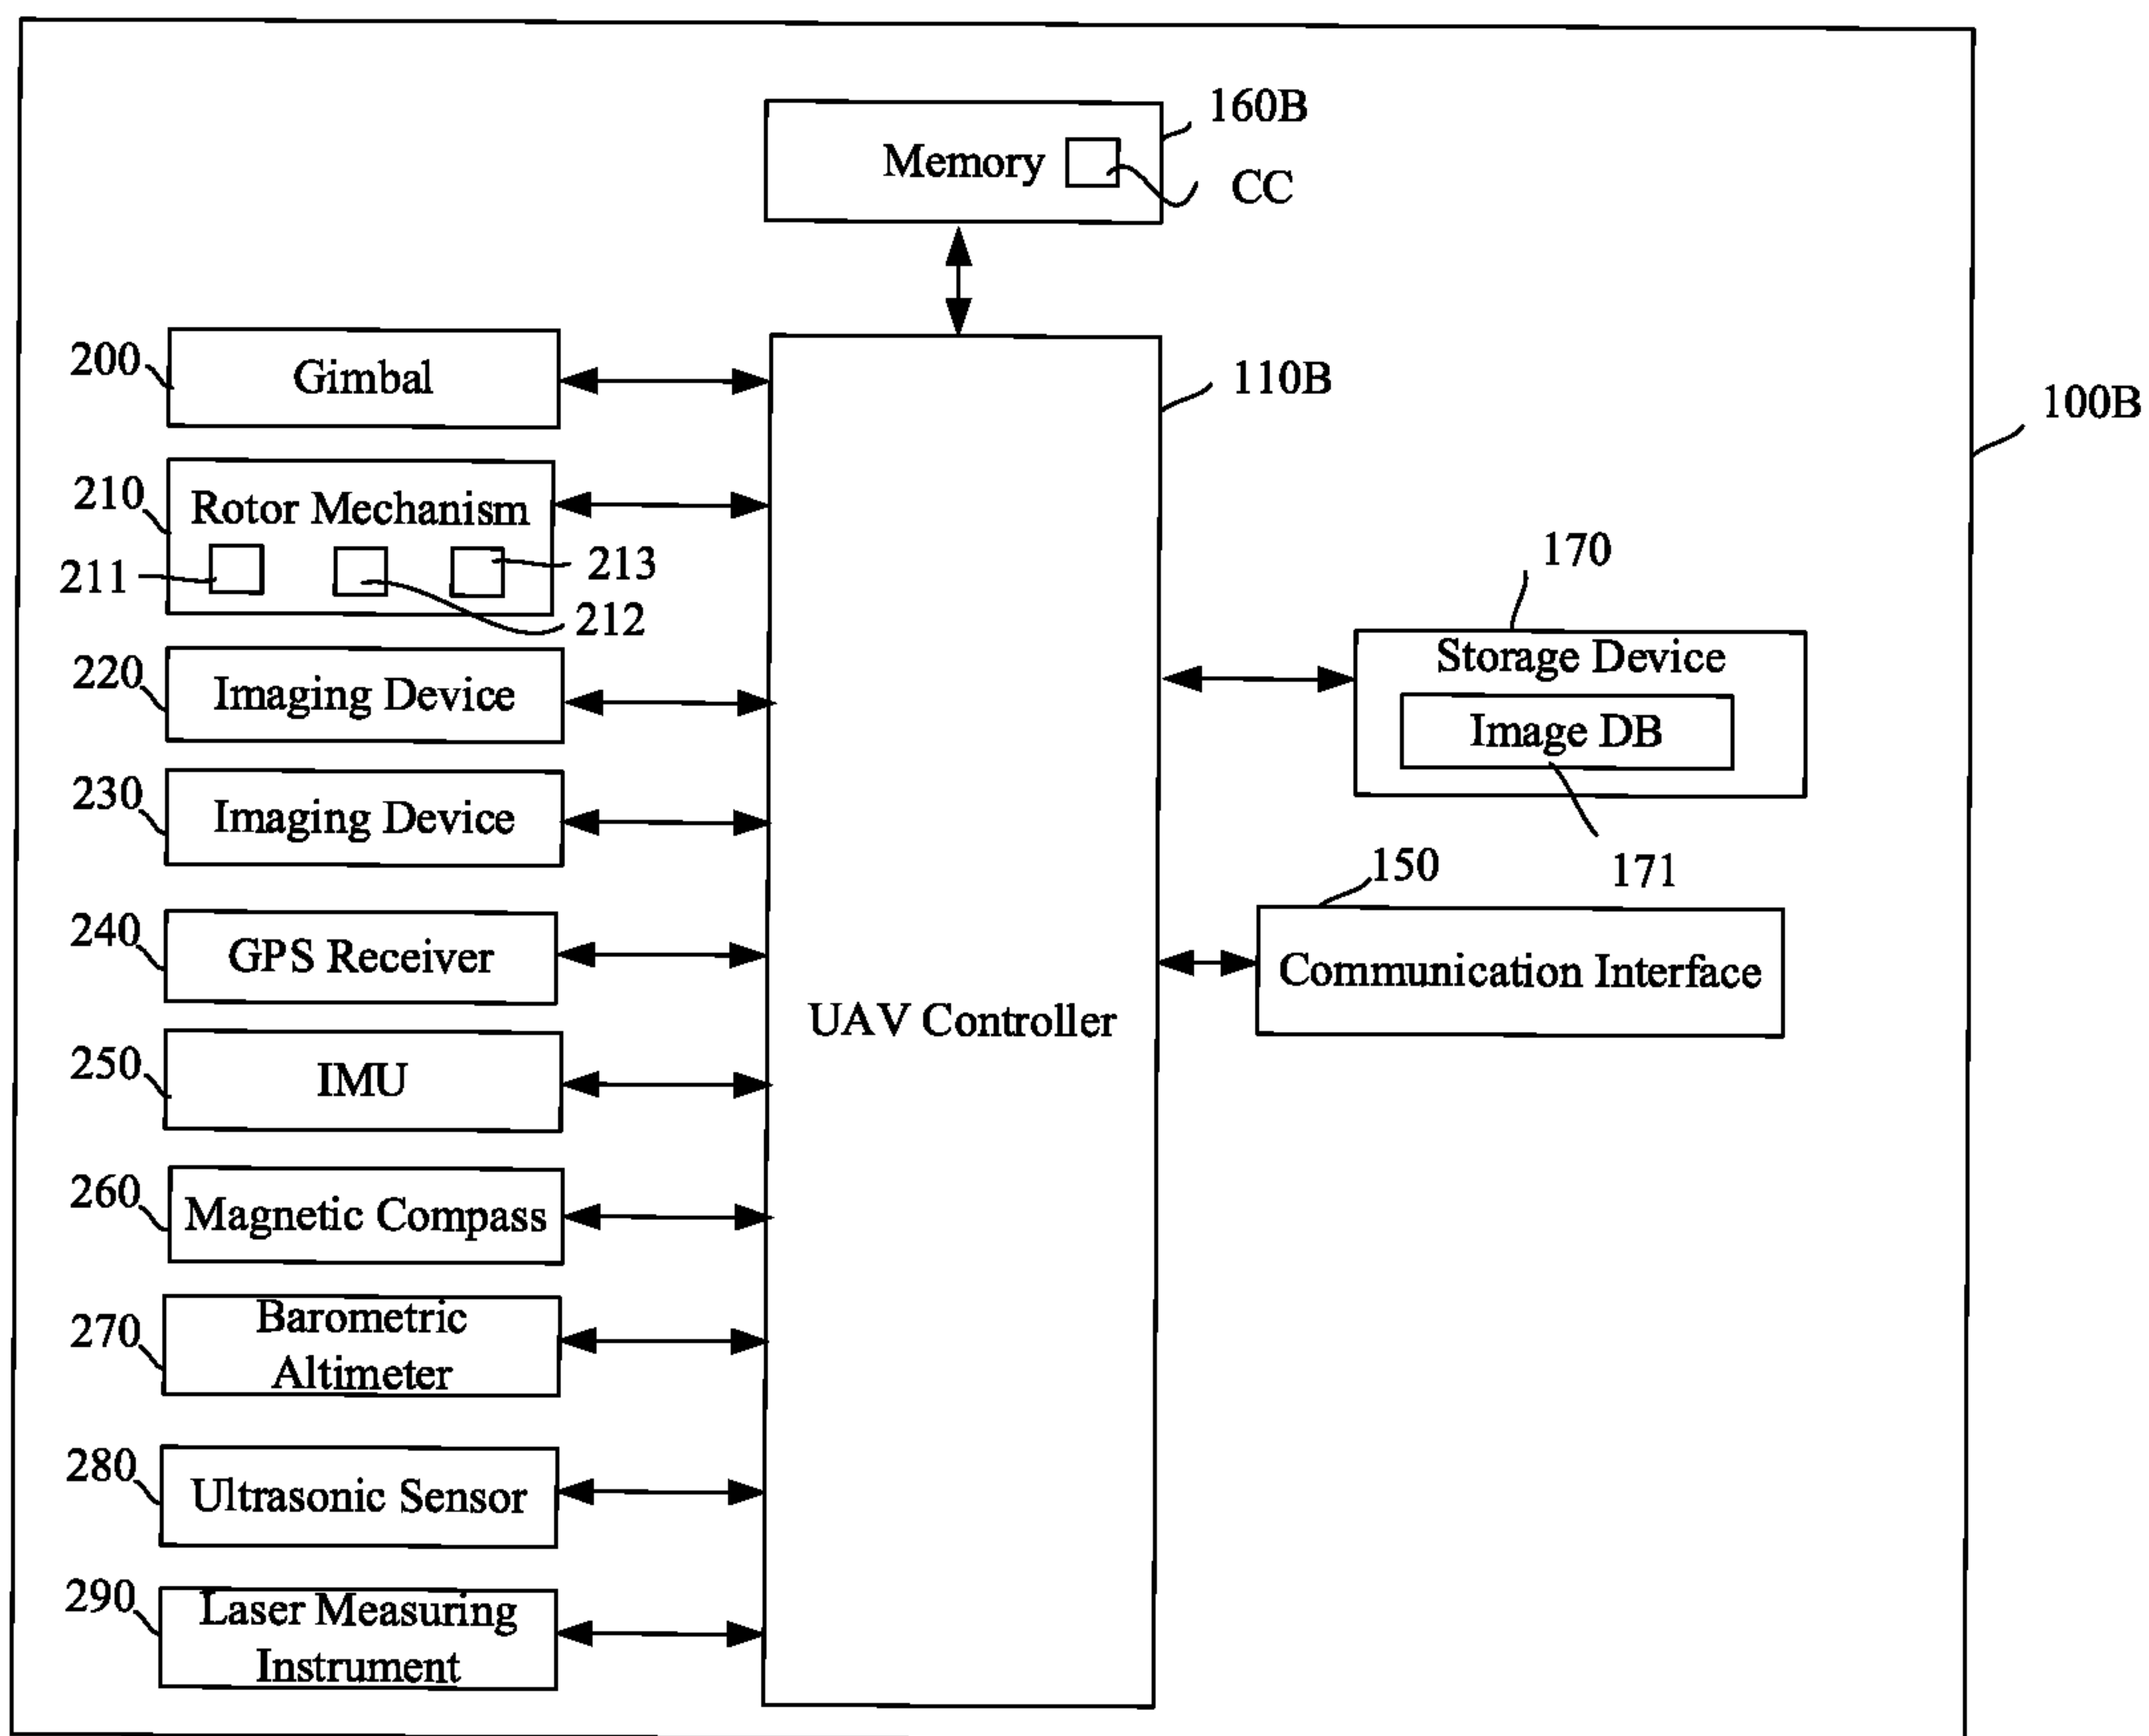 160B
Memory
CC
200
Gimbal
110B
100B
210
Rotor Mechanism
211
213
212
170
Storage Device
Image DB
171
220
Imaging Device
230
Imaging Device
150
Communication Interface
240
GPS Receiver
UAV Controller
250
IMU
260
Magnetic Compass
270
Barometric
Altimeter
280
Ultrasonic Sensor
290
Laser Measuring
Instrument